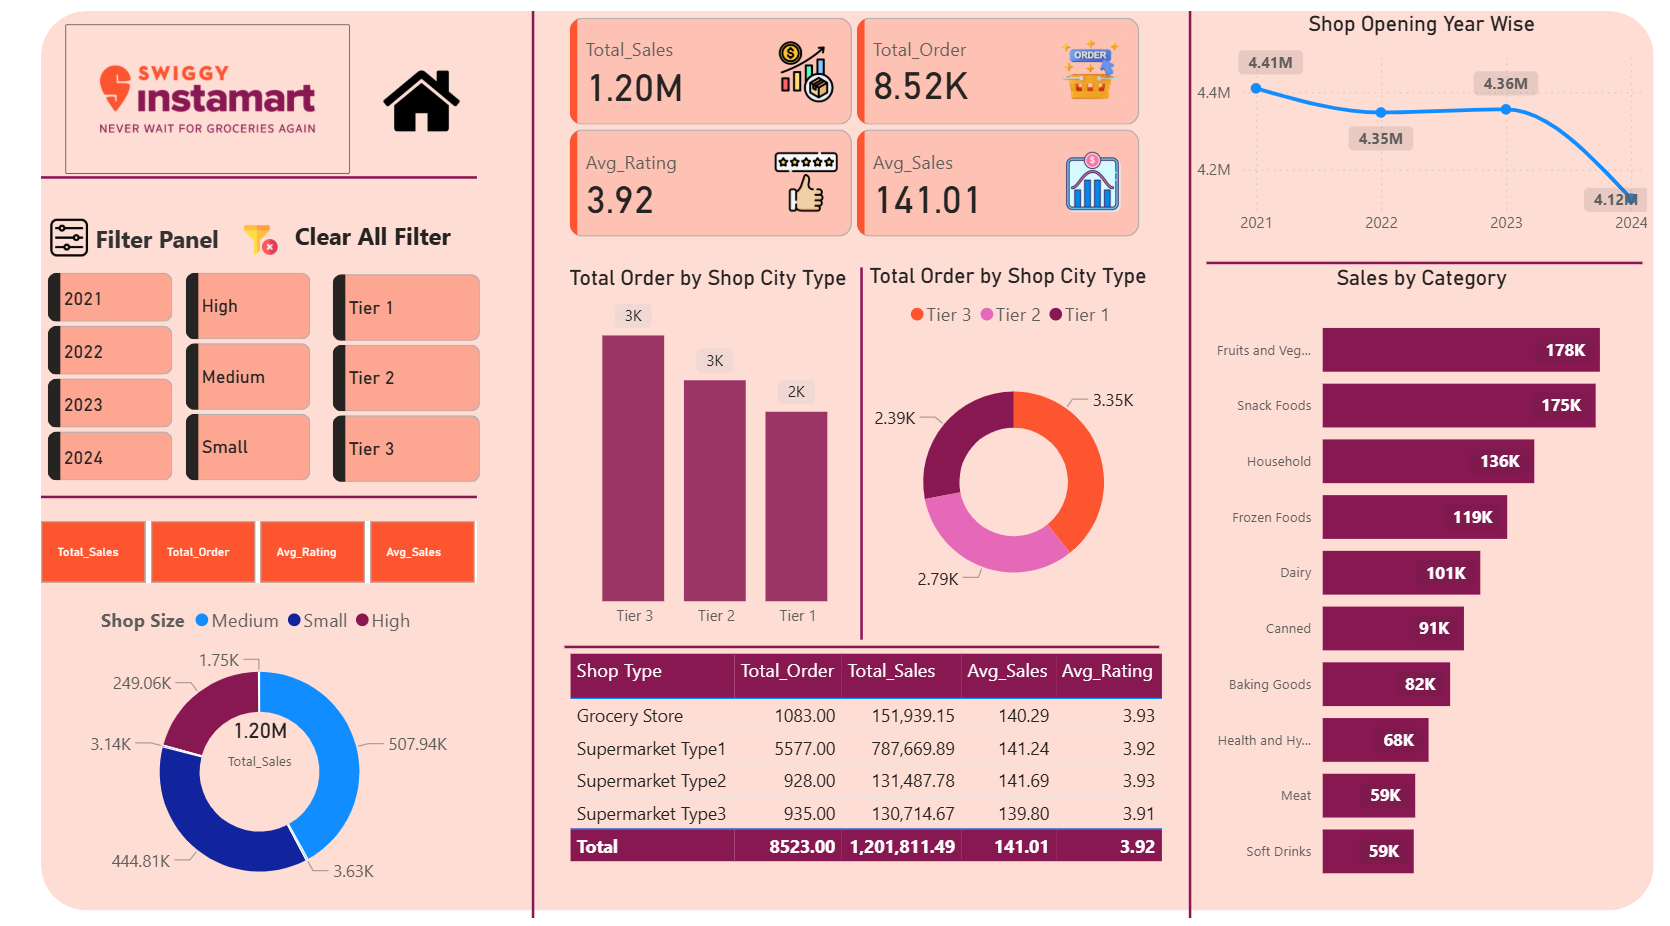 SWIGGY
instamart
NEVER WAIT FOR GROCERIES AGAIN
Filter Panel
Clear All Filter
2021
2022
2023
2024
High
Medium
Small
Tier 1
Tier 2
Tier 3
Total_Sales
Total_Order
Avg_Rating
Avg_Sales
Shop Size Medium Small High
1.75K
249.06K
3.14K
444.81K
507.94K
3.63K
1.20M
Total_Sales
Total_Sales
1.20M
Total_Order
8.52K
ORDER
Avg_Rating
3.92
Avg_Sales
141.01
Total Order by Shop City Type
3K
3K
2K
Tier 3 Tier 2 Tier 1
Total Order by Shop City Type
Tier 3 Tier 2 Tier 1
3.35K
2.39K
2.79K
Shop Type Total_Order Total_Sales Avg_Sales Avg_Rating
Grocery Store 1083.00 151,939.15 140.29 3.93
Supermarket Type1 5577.00 787,669.89 141.24 3.92
Supermarket Type2 928.00 131,487.78 141.69 3.93
Supermarket Type3 935.00 130,714.67 139.80 3.91
Total 8523.00 1,201,811.49 141.01 3.92
Shop Opening Year Wise
4.41M
4.35M
4.36M
4.12M
4.4M
4.2M
2021 2022 2023 2024
Sales by Category
Fruits and Veg... 178K
Snack Foods 175K
Household 136K
Frozen Foods 119K
Dairy 101K
Canned 91K
Baking Goods 82K
Health and Hy... 68K
Meat 59K
Soft Drinks 59K